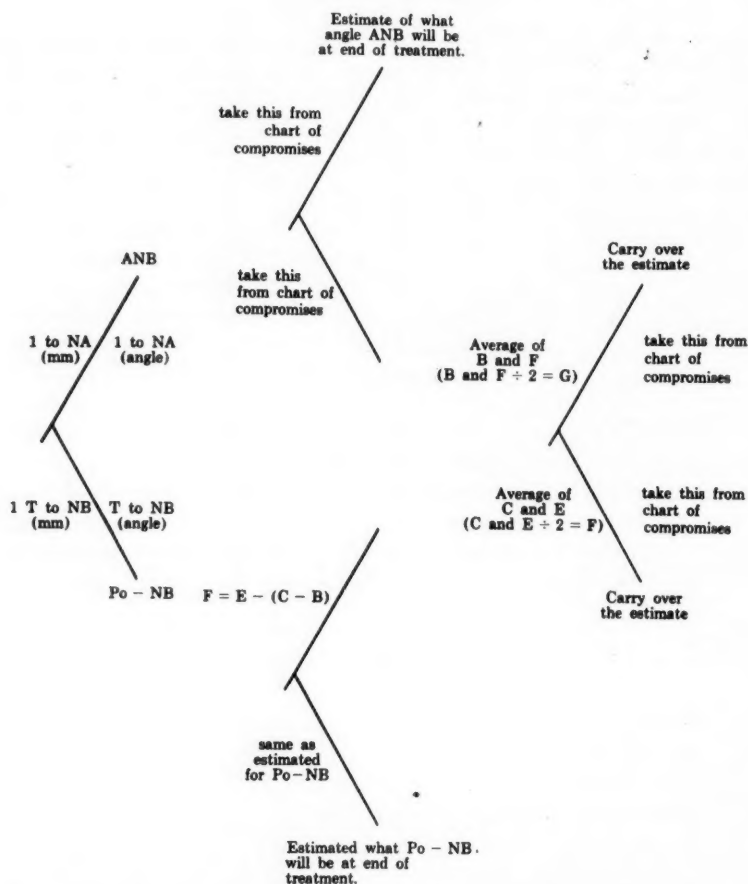 Estimate of what
angle ANB will be
at end of treatment.
take this from
chart of
compromises
take this
from chart of
compromises
ANB
1 to NA
(mm)
1 to NA
(angle)
1 T to NB
(mm)
T to NB
(angle)
Po – NB
Carry over
the estimate
Average of
B and F
(B and F ÷ 2 = G)
take this from
chart of
compromises
Average of
C and E
(C and E ÷ 2 = F)
take this from
chart of
compromises
Carry over
the estimate
F = E – (C – B)
same as
estimated
for Po–NB
Estimated what Po – NB.
will be at end of
treatment.